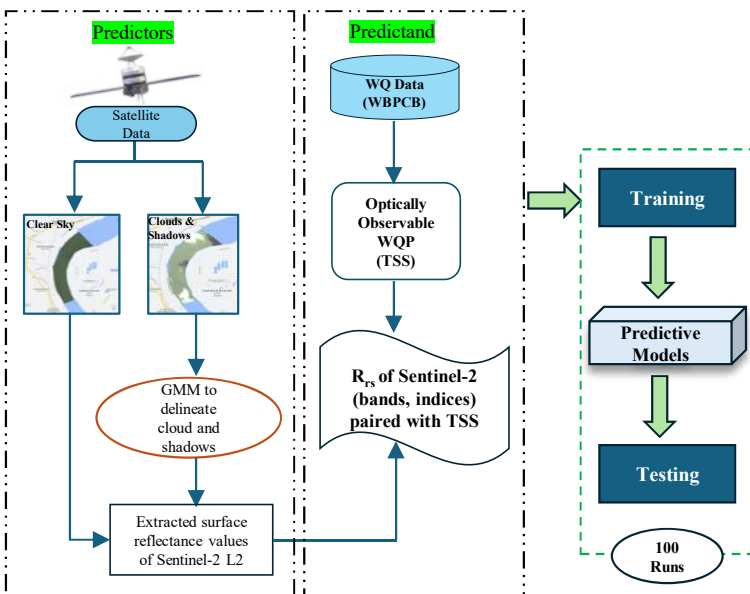 Predictors
Satellite
Data
Clear Sky
Clouds &
Shadows
GMM to
delineate
cloud and
shadows
Extracted surface
reflectance values
of Sentinel-2 L2
Predictand
WQ Data
(WBPCB)
Optically
Observable
WQP
(TSS)
Rrs of Sentinel-2
(bands, indices)
paired with TSS
Training
Predictive
Models
Testing
100
Runs